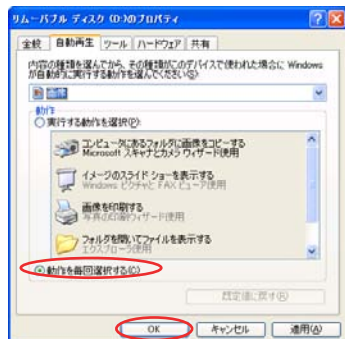 リムーバブル ディスク (D:)のプロパティ
全般 自動再生 ツール ハードウェア 共有
内容の種類を選んでから、その種類がこのデバイスで使われた場合に Windows
が自動的に実行する動作を選んでください(S)
画像
動作
実行する動作を選択(P):
コンピュータにあるフォルダに画像をコピーする
Microsoft スキャナとカメラ ウィザード使用
イメージのスライド ショーを表示する
Windows ピクチャと FAX ビューア使用
画像を印刷する
写真の印刷ウィザード使用
フォルダを開いてファイルを表示する
エクスプローラ使用
動作を毎回選択する(C)
既定値に戻す(R)
OK キャンセル 適用(A)